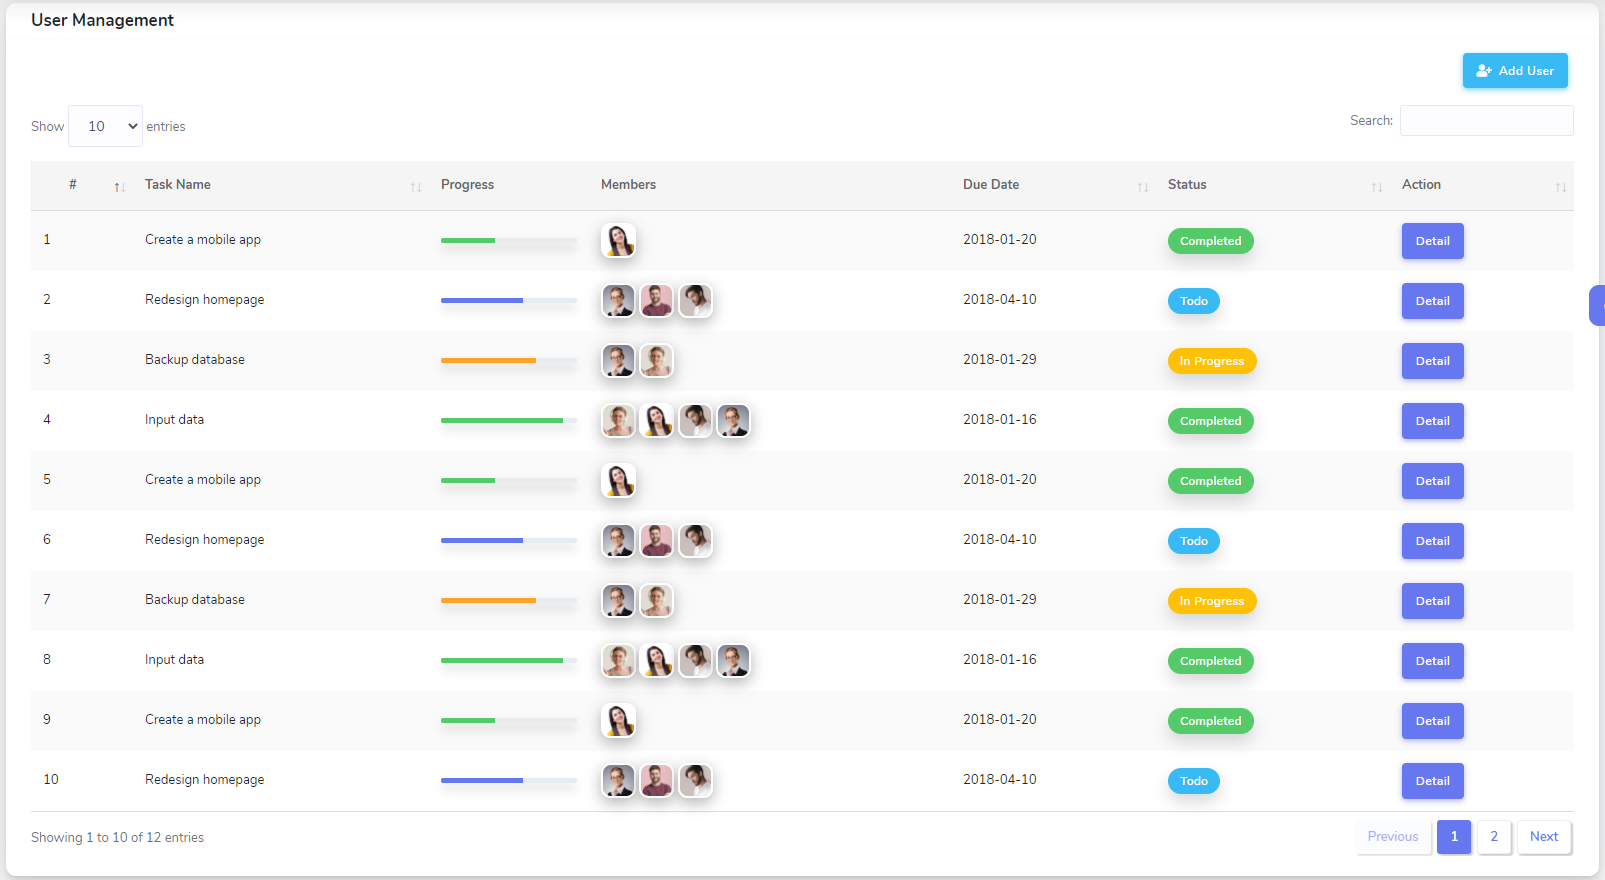 User Management
Add User
Show 10 entries Search:
# Task Name Progress Members Due Date Status Action
1 Create a mobile app 2018-01-20 Completed Detail
2 Redesign homepage 2018-04-10 Todo Detail
3 Backup database 2018-01-29 In Progress Detail
4 Input data 2018-01-16 Completed Detail
5 Create a mobile app 2018-01-20 Completed Detail
6 Redesign homepage 2018-04-10 Todo Detail
7 Backup database 2018-01-29 In Progress Detail
8 Input data 2018-01-16 Completed Detail
9 Create a mobile app 2018-01-20 Completed Detail
10 Redesign homepage 2018-04-10 Todo Detail
Showing 1 to 10 of 12 entries Previous 1 2 Next